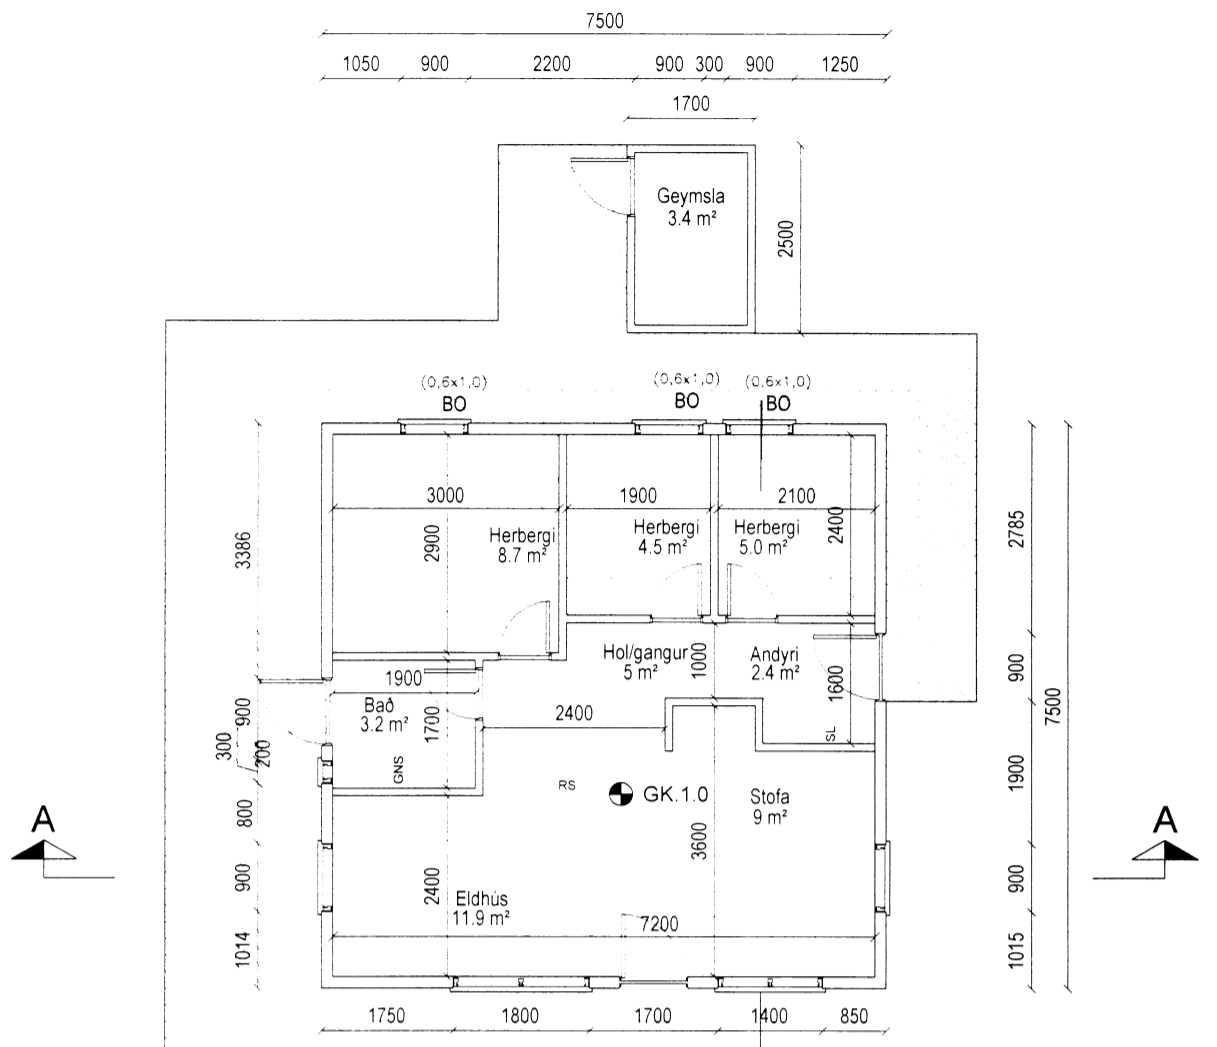 7500
1050 900 2200 900 300 900 1250
1700
Geymsla
3.4 m²
2500
(0,6x1,0) (0,6x1,0) (0,6x1,0)
BO BO BO
3000 1900 2100
Herbergi
8.7 m²
Herbergi
4.5 m²
Herbergi
5.0 m²
2900
2400
3386
2785
Hol/gangur
5 m²
1000
Andyri
2.4 m²
1600
900
7500
1900
Bað
3.2 m²
1700
2400
900
300
200
GNS
RS
GK.1.0
SL
Stofa
9 m²
1900
800
3600
A A
900
2400
Eldhús
11.9 m²
900
7200
1014
1015
1750 1800 1700 1400 850